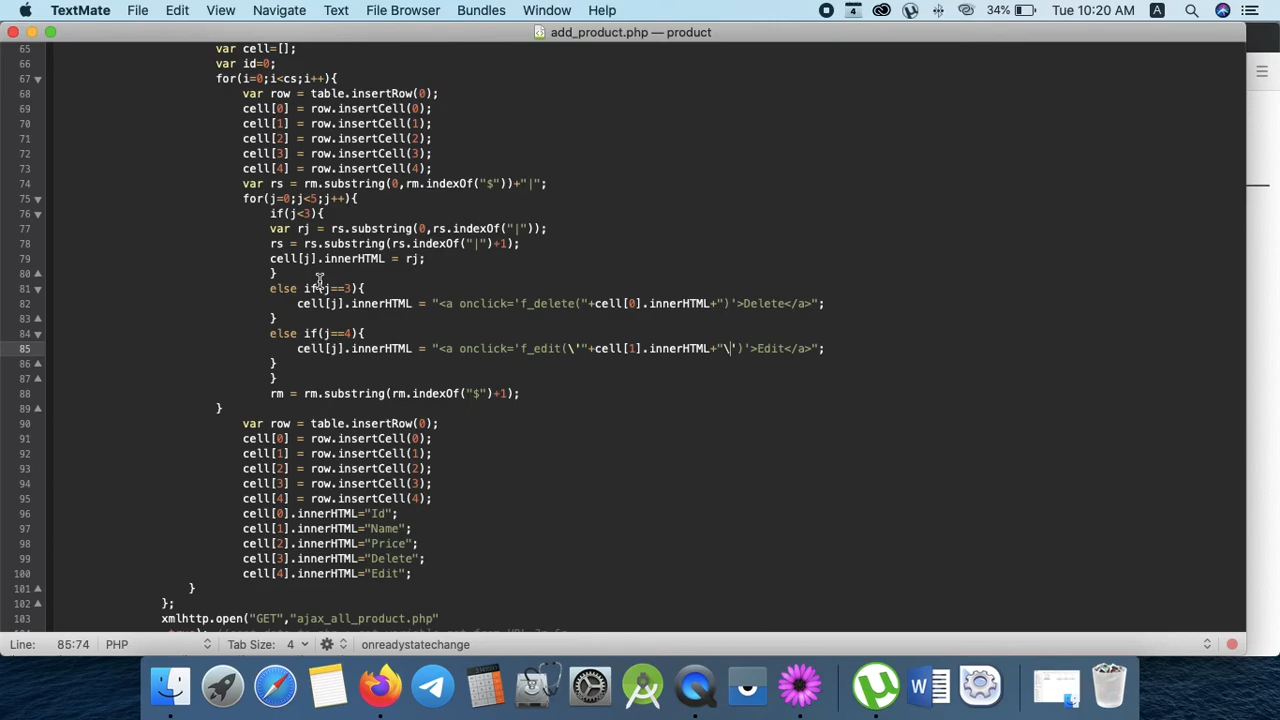 TextMate File Edit View Navigate Text File Browser Bundles Window Help 4 34% Tue 10:20 AM A
add_product.php — product
65 var cell=[];
66 var id=0;
67 for(i=0;i<cs;i++){
68 var row = table.insertRow(0);
69 cell[0] = row.insertCell(0);
70 cell[1] = row.insertCell(1);
71 cell[2] = row.insertCell(2);
72 cell[3] = row.insertCell(3);
73 cell[4] = row.insertCell(4);
74 var rs = rm.substring(0,rm.indexOf("$"))+"|";
75 for(j=0;j<5;j++){
76 if(j<3){
77 var rj = rs.substring(0,rs.indexOf("|"));
78 rs = rs.substring(rs.indexOf("|")+1);
79 cell[j].innerHTML = rj;
80 }
81 else if(j==3){
82 cell[j].innerHTML = "<a onclick='f_delete("+cell[0].innerHTML+")'>Delete</a>";
83 }
84 else if(j==4){
85 cell[j].innerHTML = "<a onclick='f_edit(\'"+cell[1].innerHTML+"\')'>Edit</a>";
86 }
87 }
88 rm = rm.substring(rm.indexOf("$")+1);
89 }
90 var row = table.insertRow(0);
91 cell[0] = row.insertCell(0);
92 cell[1] = row.insertCell(1);
93 cell[2] = row.insertCell(2);
94 cell[3] = row.insertCell(3);
95 cell[4] = row.insertCell(4);
96 cell[0].innerHTML="Id";
97 cell[1].innerHTML="Name";
98 cell[2].innerHTML="Price";
99 cell[3].innerHTML="Delete";
100 cell[4].innerHTML="Edit";
101 }
102 };
103 xmlhttp.open("GET","ajax_all_product.php"
Line: 85:74 PHP Tab Size: 4 onreadystatechange